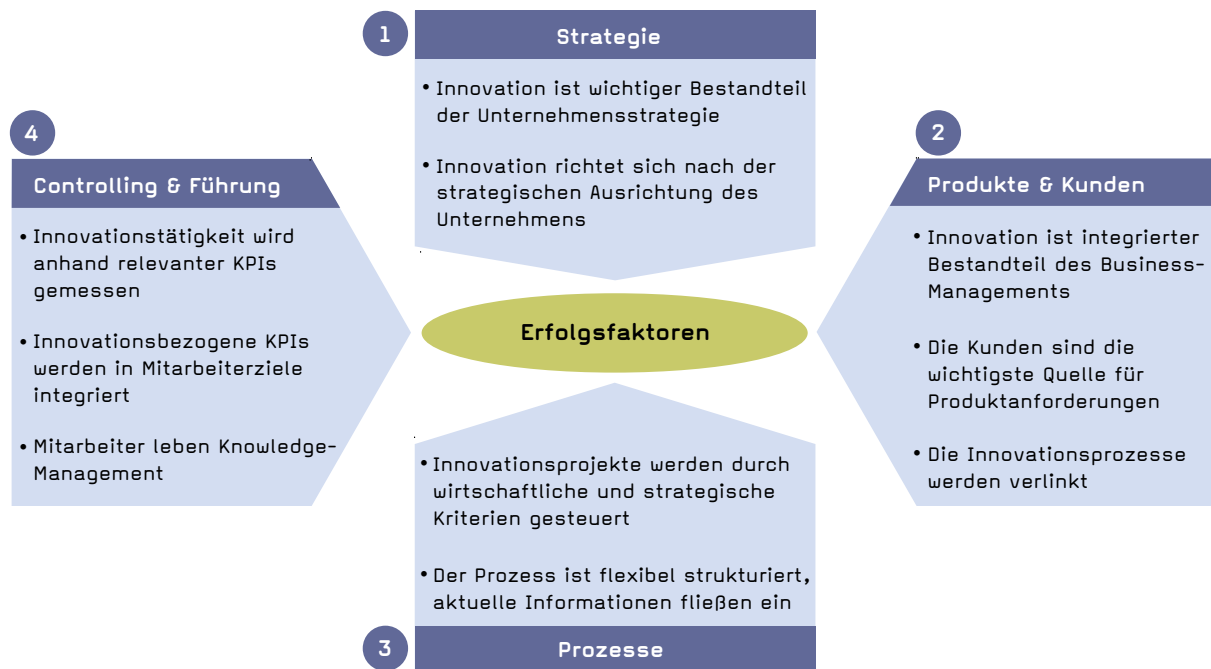 1
Strategie
• Innovation ist wichtiger Bestandteil
der Unternehmensstrategie
• Innovation richtet sich nach der
strategischen Ausrichtung des
Unternehmens
2
Produkte & Kunden
• Innovation ist integrierter
Bestandteil des Business-
Managements
• Die Kunden sind die
wichtigste Quelle für
Produktanforderungen
• Die Innovationsprozesse
werden verlinkt
3
Prozesse
• Innovationsprojekte werden durch
wirtschaftliche und strategische
Kriterien gesteuert
• Der Prozess ist flexibel strukturiert,
aktuelle Informationen fließen ein
4
Controlling & Führung
• Innovationstätigkeit wird
anhand relevanter KPIs
gemessen
• Innovationsbezogene KPIs
werden in Mitarbeiterziele
integriert
• Mitarbeiter leben Knowledge-
Management
Erfolgsfaktoren